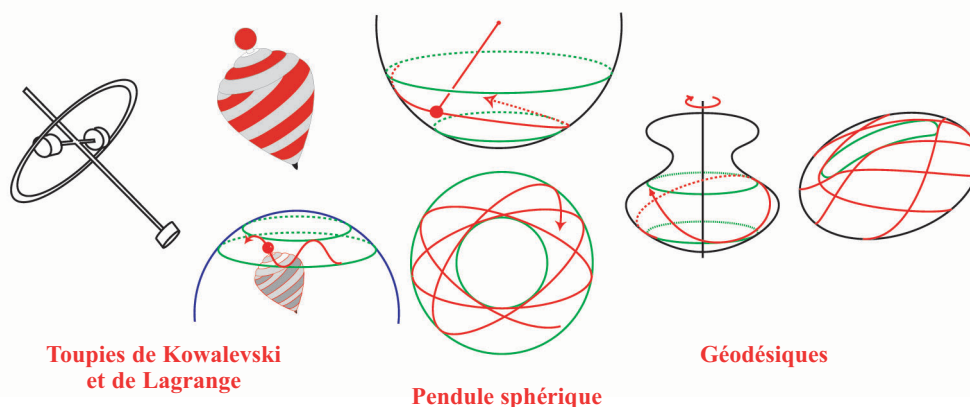 Toupies de Kowalevski
et de Lagrange
Pendule sphérique
Géodésiques